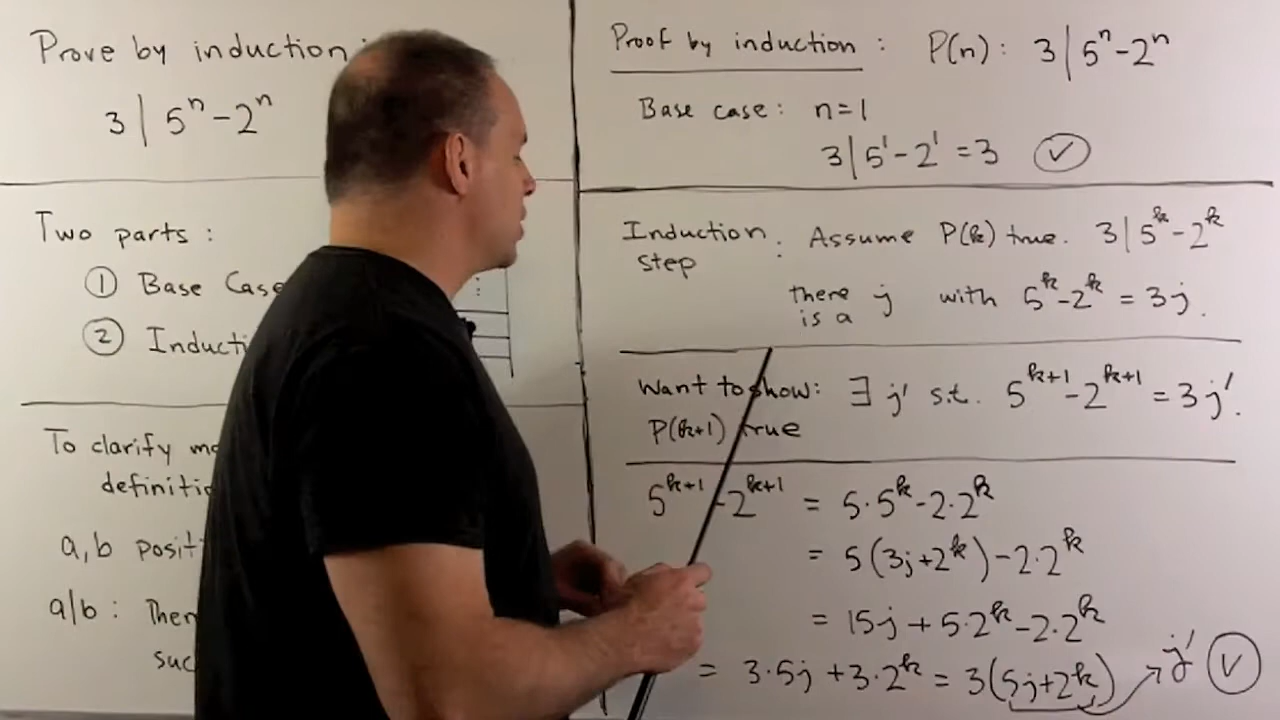 Prove by induction:
3 | 5ⁿ - 2ⁿ
Two parts:
① Base Case
② Inducti
To clarify
definiti
a, b posit
a|b :
suc
Proof by induction : P(n): 3 | 5ⁿ - 2ⁿ
Base case: n=1
3 | 5¹ - 2¹ = 3 ✓
Induction step : Assume P(k) true. 3 | 5ᵏ - 2ᵏ
there is a j with 5ᵏ - 2ᵏ = 3j.
Want to show: ∃ j' s.t. 5ᵏ⁺¹ - 2ᵏ⁺¹ = 3j'.
P(k+1) true
5ᵏ⁺¹ - 2ᵏ⁺¹ = 5·5ᵏ - 2·2ᵏ
= 5(3j + 2ᵏ) - 2·2ᵏ
= 15j + 5·2ᵏ - 2·2ᵏ
= 3·5j + 3·2ᵏ = 3(5j + 2ᵏ) → j' ✓